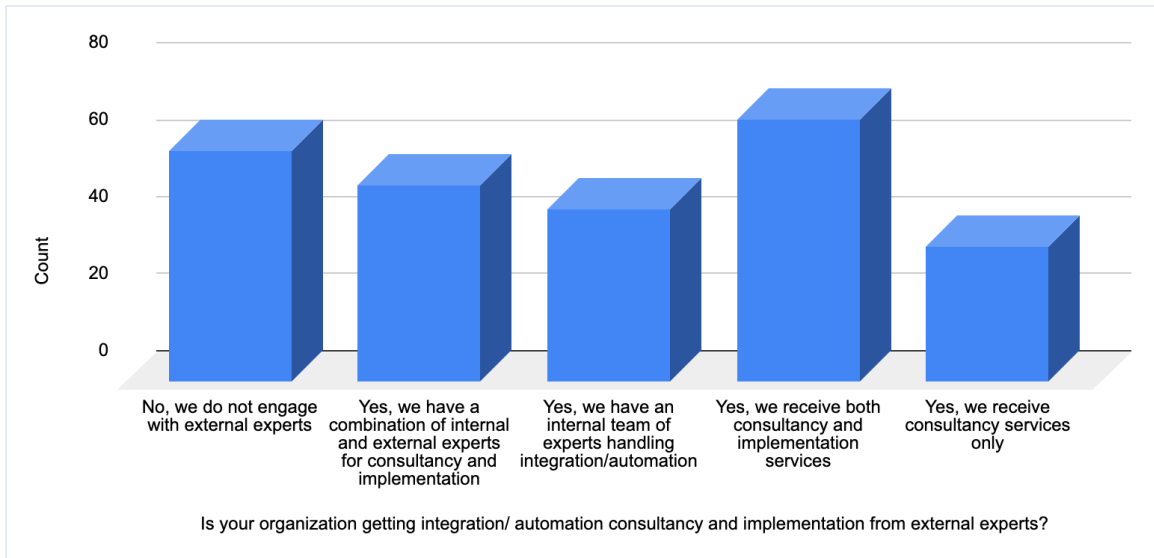 80
60
40
20
0
Count
No, we do not engage
with external experts
Yes, we have a
combination of internal
and external experts
for consultancy and
implementation
Yes, we have an
internal team of
experts handling
integration/automation
Yes, we receive both
consultancy and
implementation
services
Yes, we receive
consultancy services
only
Is your organization getting integration/ automation consultancy and implementation from external experts?